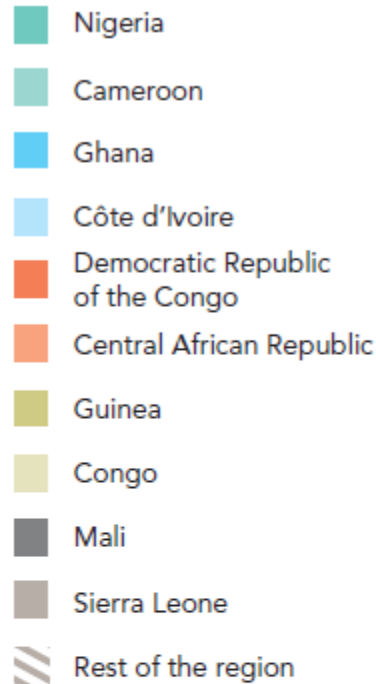 Nigeria
Cameroon
Ghana
Côte d'Ivoire
Democratic Republic
of the Congo
Central African Republic
Guinea
Congo
Mali
Sierra Leone
Rest of the region